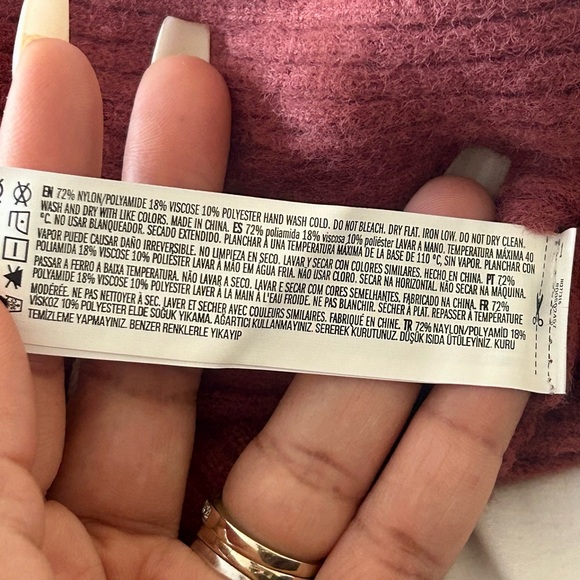 EN 72% NYLON/POLYAMIDE 18% VISCOSE 10% POLYESTER HAND WASH COLD. DO NOT BLEACH. DRY FLAT. IRON LOW. DO NOT DRY CLEAN.
WASH AND DRY WITH LIKE COLORS. MADE IN CHINA. ES 72% poliamida 18% viscosa 10% poliéster LAVAR A MANO. TEMPERATURA MÁXIMA 40
°C. NO USAR BLANQUEADOR. SECADO EXTENDIDO. PLANCHAR A UNA TEMPERATURA MÁXIMA DE LA BASE DE 110 °C, SIN VAPOR. PLANCHAR CON
VAPOR PUEDE CAUSAR DAÑO IRREVERSIBLE. NO LIMPIEZA EN SECO. LAVAR Y SECAR CON COLORES SIMILARES. HECHO EN CHINA. PT 72%
POLIAMIDA 18% VISCOSE 10% POLIESTER LAVAR À MÃO EM ÁGUA FRIA. NÃO USAR CLORO. SECAR NA HORIZONTAL. NÃO SECAR NA MÁQUINA.
PASSAR A FERRO A BAIXA TEMPERATURA. NÃO LAVAR A SECO. LAVAR E SECAR COM CORES SEMELHANTES. FABRICADO NA CHINA. FR 72%
POLYAMIDE 18% VISCOSE 10% POLYESTER LAVER À LA MAIN À L'EAU FROIDE. NE PAS BLANCHIR. SÉCHER À PLAT. REPASSER À TEMPÉRATURE
MODÉRÉE. NE PAS NETTOYER À SEC. LAVER ET SÉCHER AVEC COULEURS SIMILAIRES. FABRIQUÉ EN CHINE. TR 72% NAYLON/POLYAMİD 18%
VİSKOZ 10% POLYESTER ELDE SOĞUK YIKAMA. AĞARTICI KULLANMAYINIZ. SEREREK KURUTUNUZ. DÜŞÜK ISIDA ÜTÜLEYİNİZ. KURU
TEMİZLEME YAPMAYINIZ. BENZER RENKLERLE YIKAYIP